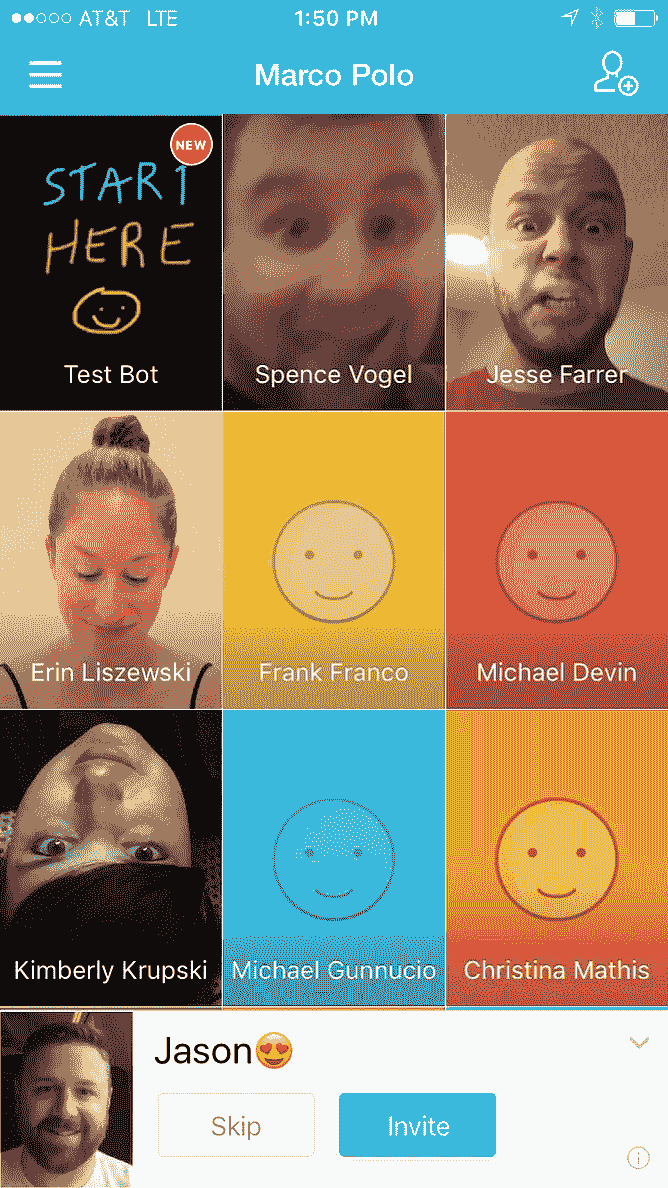 AT&T LTE 1:50 PM
Marco Polo
NEW
START
HERE
Test Bot
Spence Vogel
Jesse Farrer
Erin Liszewski
Frank Franco
Michael Devin
Kimberly Krupski
Michael Gunnucio
Christina Mathis
Jason😍
Skip
Invite